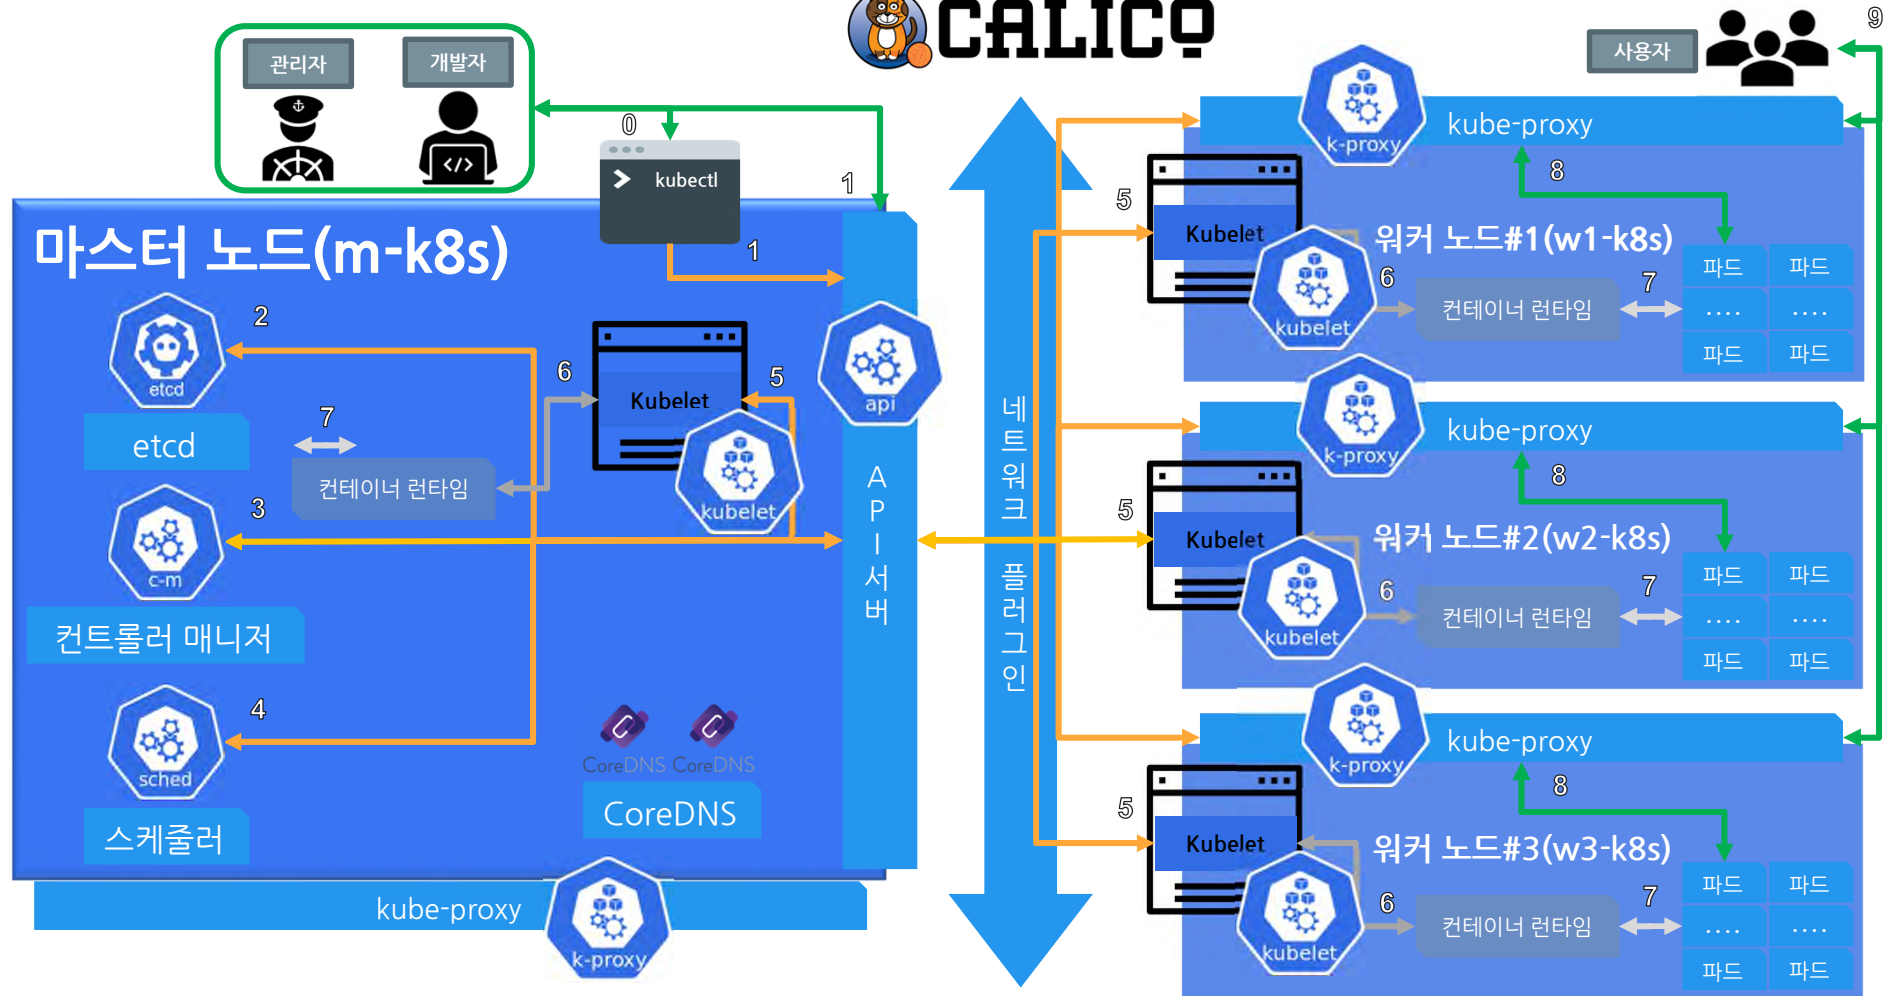 CALICO
9
관리자
개발자
사용자
0
kubectl
1
1
마스터 노드(m-k8s)
2
etcd
etcd
7
컨테이너 런타임
6
Kubelet
5
kubelet
api
API 서버
3
c-m
컨트롤러 매니저
4
sched
스케줄러
CoreDNS CoreDNS
CoreDNS
kube-proxy
k-proxy
네트워크 플러그인
k-proxy
kube-proxy
5
Kubelet
kubelet
8
워커 노드#1(w1-k8s)
6
컨테이너 런타임
7
파드 파드
.... ....
파드 파드
k-proxy
kube-proxy
5
Kubelet
kubelet
8
워커 노드#2(w2-k8s)
6
컨테이너 런타임
7
파드 파드
.... ....
파드 파드
k-proxy
kube-proxy
5
Kubelet
kubelet
8
워커 노드#3(w3-k8s)
6
컨테이너 런타임
7
파드 파드
.... ....
파드 파드